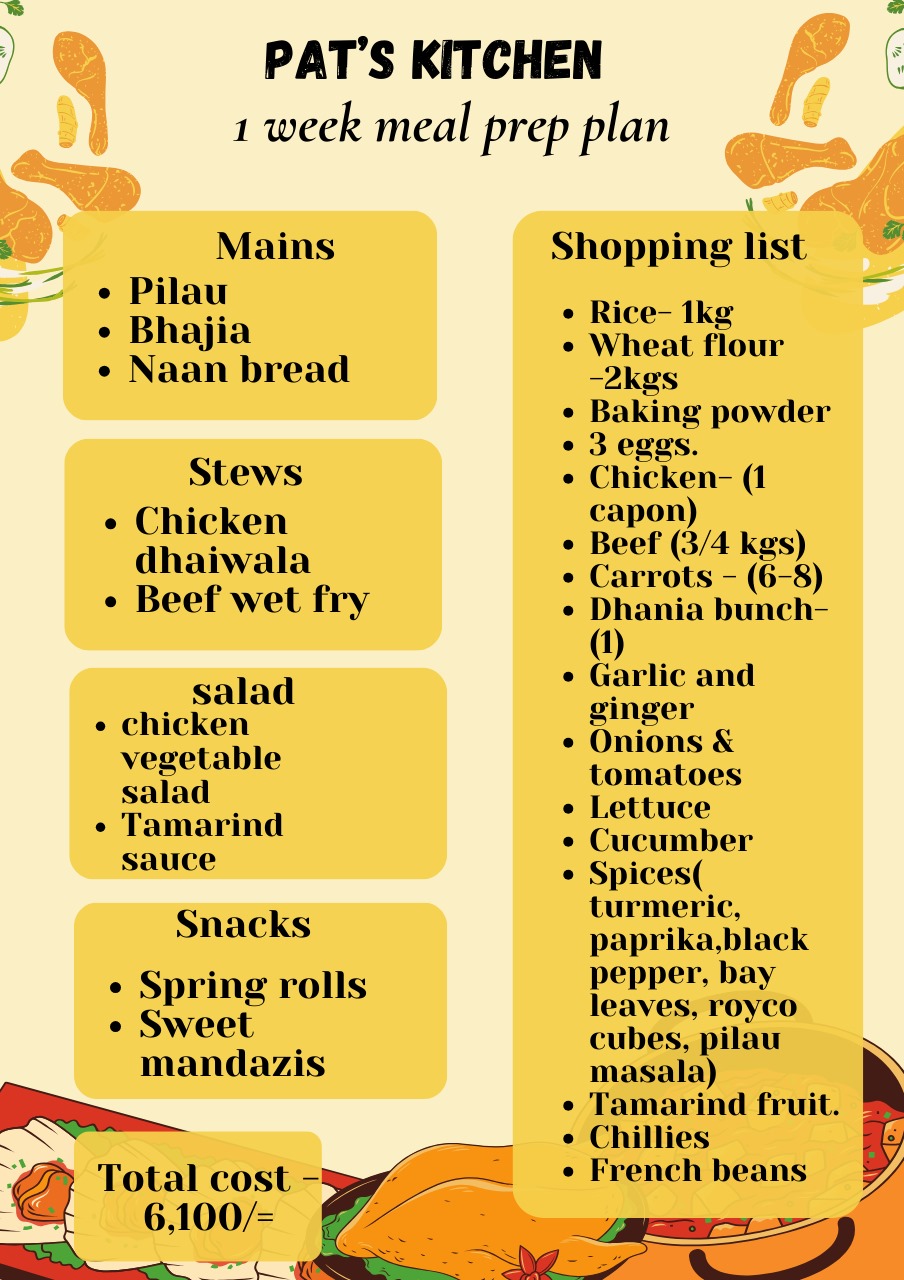 PAT'S KITCHEN
1 week meal prep plan
Mains
• Pilau
• Bhajia
• Naan bread
Stews
• Chicken
dhaiwala
• Beef wet fry
salad
• chicken
vegetable
salad
• Tamarind
sauce
Snacks
• Spring rolls
• Sweet
mandazis
Total cost -
6,100/=
Shopping list
• Rice- 1kg
• Wheat flour
-2kgs
• Baking powder
• 3 eggs.
• Chicken- (1
capon)
• Beef (3/4 kgs)
• Carrots - (6-8)
• Dhania bunch-
(1)
• Garlic and
ginger
• Onions &
tomatoes
• Lettuce
• Cucumber
• Spices(
turmeric,
paprika,black
pepper, bay
leaves, royco
cubes, pilau
masala)
• Tamarind fruit.
• Chillies
• French beans